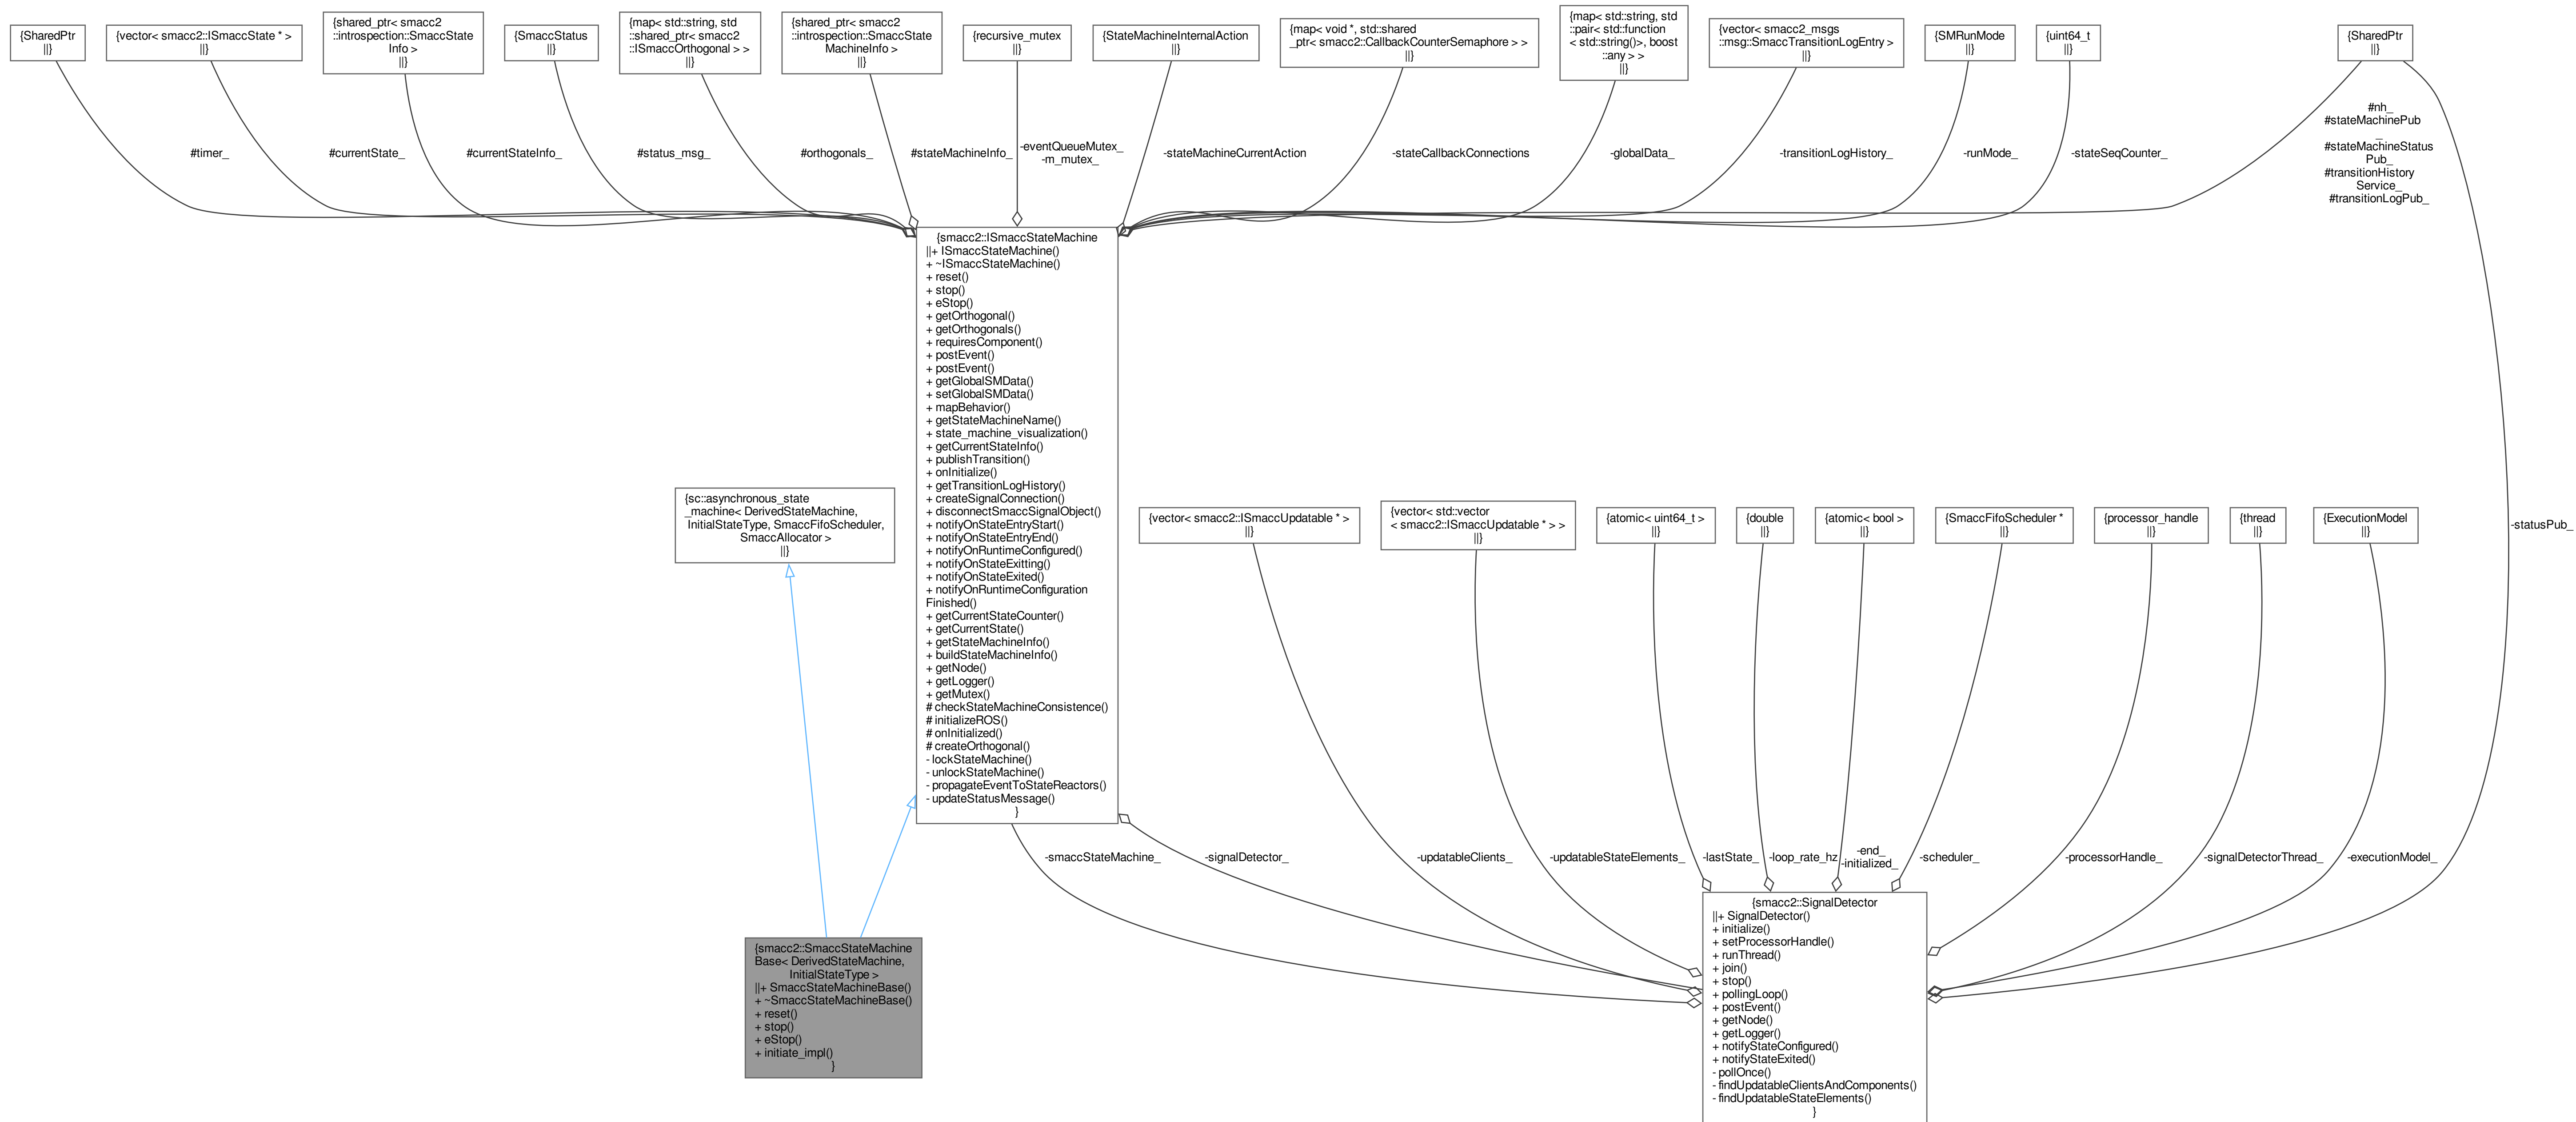 {SharedPtr
||}
{vector< smacc2::ISmaccState * >
||}
{shared_ptr< smacc2
::introspection::SmaccState
Info >
||}
{SmaccStatus
||}
{map< std::string, std
::shared_ptr< smacc2
::ISmaccOrthogonal > >
||}
{shared_ptr< smacc2
::introspection::SmaccState
MachineInfo >
||}
{recursive_mutex
||}
{StateMachineInternalAction
||}
{map< void *, std::shared
_ptr< smacc2::CallbackCounterSemaphore > >
||}
{map< std::string, std
::pair< std::function
< std::string()>, boost
::any > >
||}
{vector< smacc2_msgs
::msg::SmaccTransitionLogEntry >
||}
{SMRunMode
||}
{uint64_t
||}
{SharedPtr
||}
#timer_
#currentState_
#currentStateInfo_
#status_msg_
#orthogonals_
#stateMachineInfo_
-eventQueueMutex_
-m_mutex_
-stateMachineCurrentAction
-stateCallbackConnections
-globalData_
-transitionLogHistory_
-runMode_
-stateSeqCounter_
#nh_
#stateMachinePub
_
#stateMachineStatus
Pub_
#transitionHistory
Service_
#transitionLogPub_
{smacc2::ISmaccStateMachine
||+ ISmaccStateMachine()
+ ~ISmaccStateMachine()
+ reset()
+ stop()
+ eStop()
+ getOrthogonal()
+ getOrthogonals()
+ requiresComponent()
+ postEvent()
+ postEvent()
+ getGlobalSMData()
+ setGlobalSMData()
+ mapBehavior()
+ getStateMachineName()
+ state_machine_visualization()
+ getCurrentStateInfo()
+ publishTransition()
+ onInitialize()
+ getTransitionLogHistory()
+ createSignalConnection()
+ disconnectSmaccSignalObject()
+ notifyOnStateEntryStart()
+ notifyOnStateEntryEnd()
+ notifyOnRuntimeConfigured()
+ notifyOnStateExitting()
+ notifyOnStateExited()
+ notifyOnRuntimeConfiguration
Finished()
+ getCurrentStateCounter()
+ getCurrentState()
+ getStateMachineInfo()
+ buildStateMachineInfo()
+ getNode()
+ getLogger()
+ getMutex()
# checkStateMachineConsistence()
# initializeROS()
# onInitialized()
# createOrthogonal()
- lockStateMachine()
- unlockStateMachine()
- propagateEventToStateReactors()
- updateStatusMessage()
}
{sc::asynchronous_state
_machine< DerivedStateMachine,
InitialStateType, SmaccFifoScheduler,
SmaccAllocator >
||}
{vector< smacc2::ISmaccUpdatable * >
||}
{vector< std::vector
< smacc2::ISmaccUpdatable * > >
||}
{atomic< uint64_t >
||}
{double
||}
{atomic< bool >
||}
{SmaccFifoScheduler *
||}
{processor_handle
||}
{thread
||}
{ExecutionModel
||}
-statusPub_
-smaccStateMachine_
-signalDetector_
-updatableClients_
-updatableStateElements_
-lastState_
-loop_rate_hz
-end_
-initialized_
-scheduler_
-processorHandle_
-signalDetectorThread_
-executionModel_
{smacc2::SmaccStateMachine
Base< DerivedStateMachine,
InitialStateType >
||+ SmaccStateMachineBase()
+ ~SmaccStateMachineBase()
+ reset()
+ stop()
+ eStop()
+ initiate_impl()
}
{smacc2::SignalDetector
||+ SignalDetector()
+ initialize()
+ setProcessorHandle()
+ runThread()
+ join()
+ stop()
+ pollingLoop()
+ postEvent()
+ getNode()
+ getLogger()
+ notifyStateConfigured()
+ notifyStateExited()
- pollOnce()
- findUpdatableClientsAndComponents()
- findUpdatableStateElements()
}